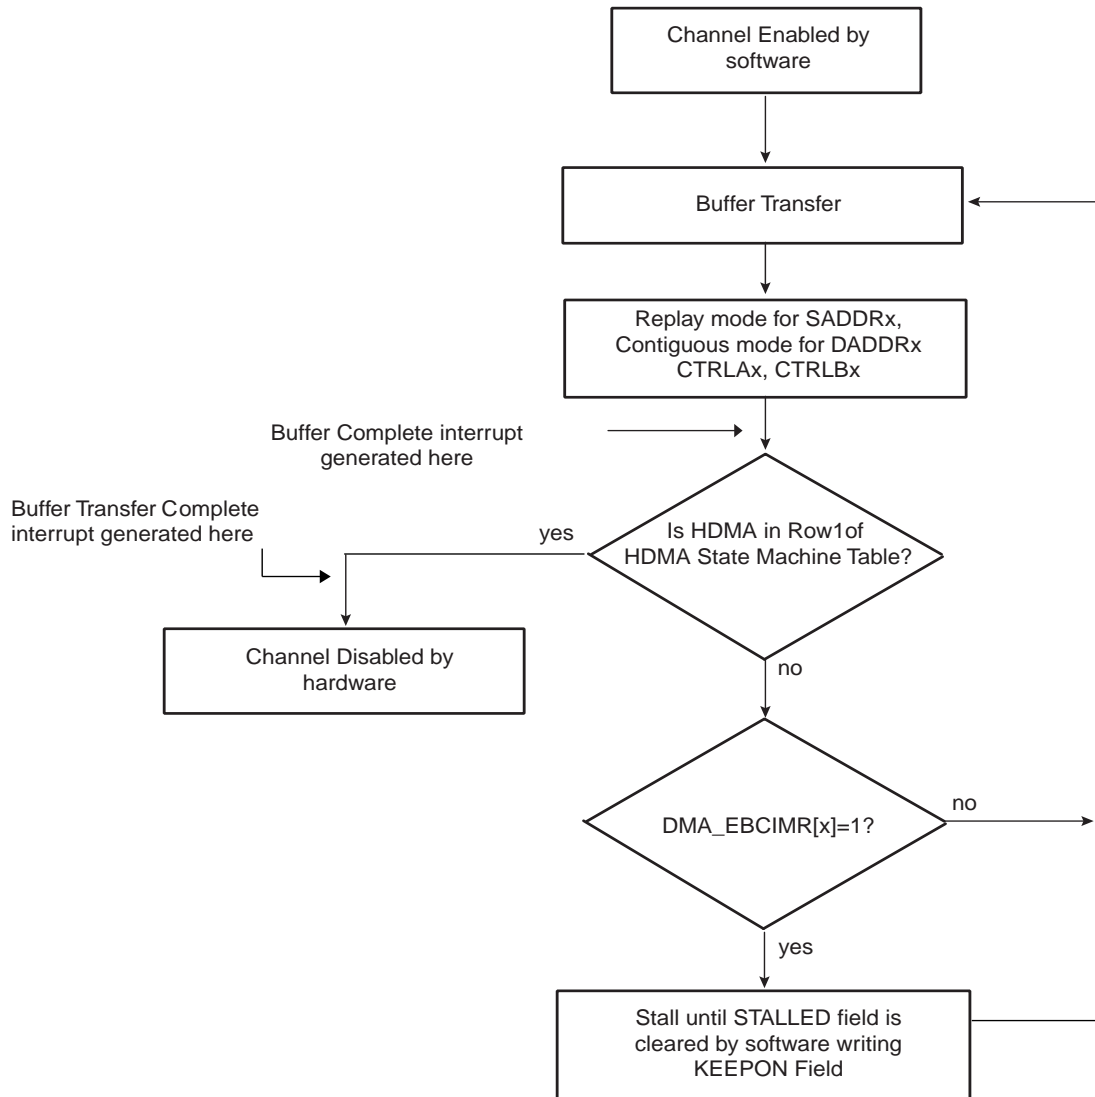 Channel Enabled by
software
Buffer Transfer
Replay mode for SADDRx,
Contiguous mode for DADDRx
CTRLAx, CTRLBx
Buffer Complete interrupt
generated here
Buffer Transfer Complete
interrupt generated here
yes
Is HDMA in Row1of
HDMA State Machine Table?
Channel Disabled by
hardware
no
DMA_EBCIMR[x]=1?
no
yes
Stall until STALLED field is
cleared by software writing
KEEPON Field